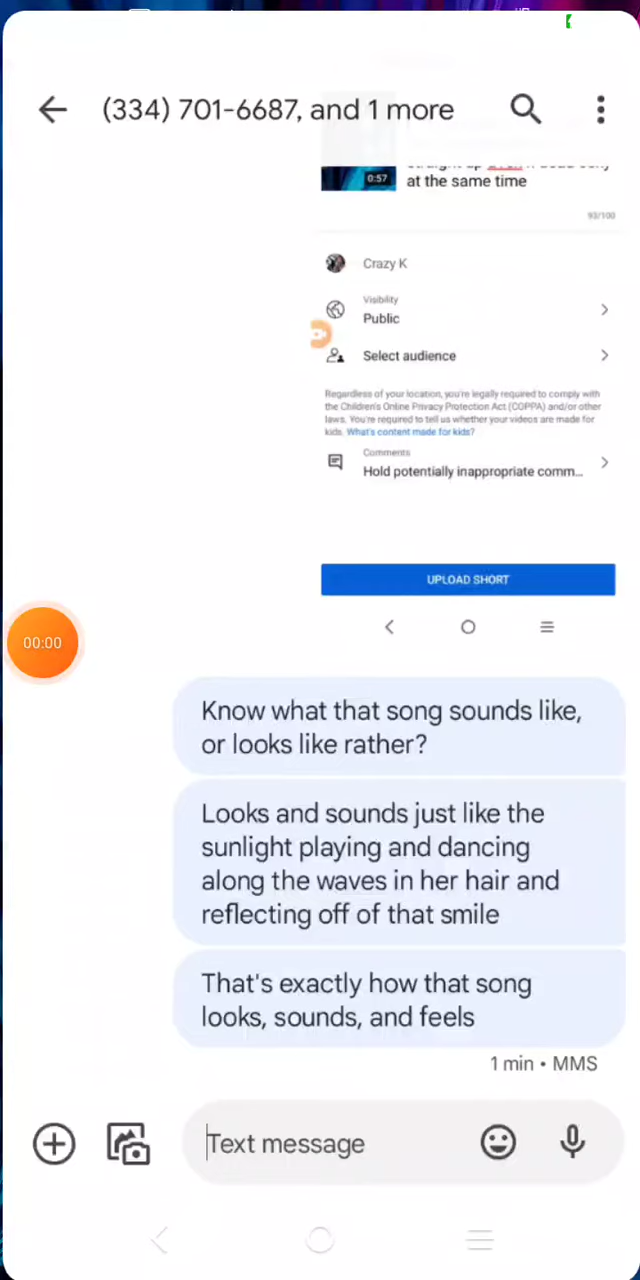 (334) 701-6687, and 1 more
0:57
at the same time
93/100
Crazy K
Visibility
Public
Select audience
Regardless of your location, you're legally required to comply with
the Children's Online Privacy Protection Act (COPPA) and/or other
laws. You're required to tell us whether your videos are made for
kids. What's content made for kids?
Comments
Hold potentially inappropriate comm...
UPLOAD SHORT
00:00
Know what that song sounds like,
or looks like rather?
Looks and sounds just like the
sunlight playing and dancing
along the waves in her hair and
reflecting off of that smile
That's exactly how that song
looks, sounds, and feels
1 min • MMS
Text message